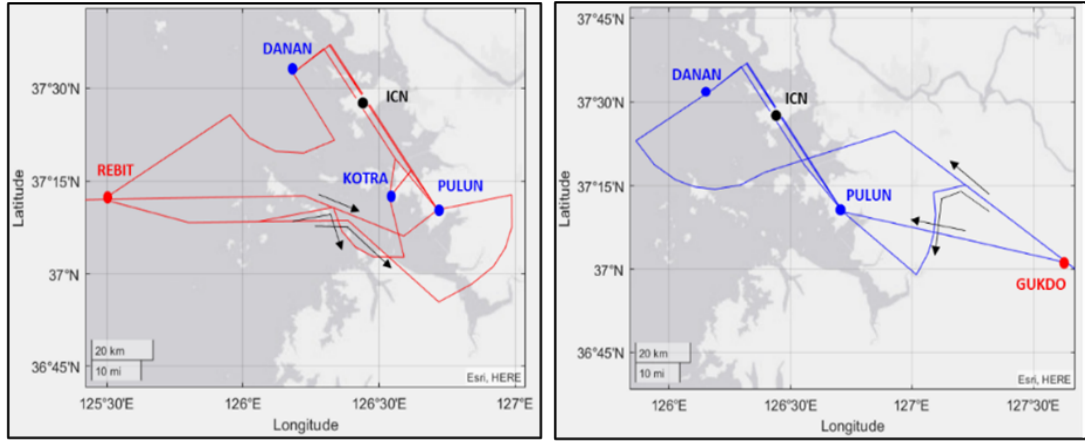 DANAN
ICN
REBIT
KOTRA
PULUN
37°30'N
37°15'N
37°N
36°45'N
Latitude
20 km
10 mi
Esri, HERE
125°30'E
126°E
126°30'E
127°E
Longitude
37°45'N
37°30'N
37°15'N
37°N
36°45'N
Latitude
DANAN
ICN
PULUN
GUKDO
20 km
10 mi
Esri, HERE
126°E
126°30'E
127°E
127°30'E
Longitude